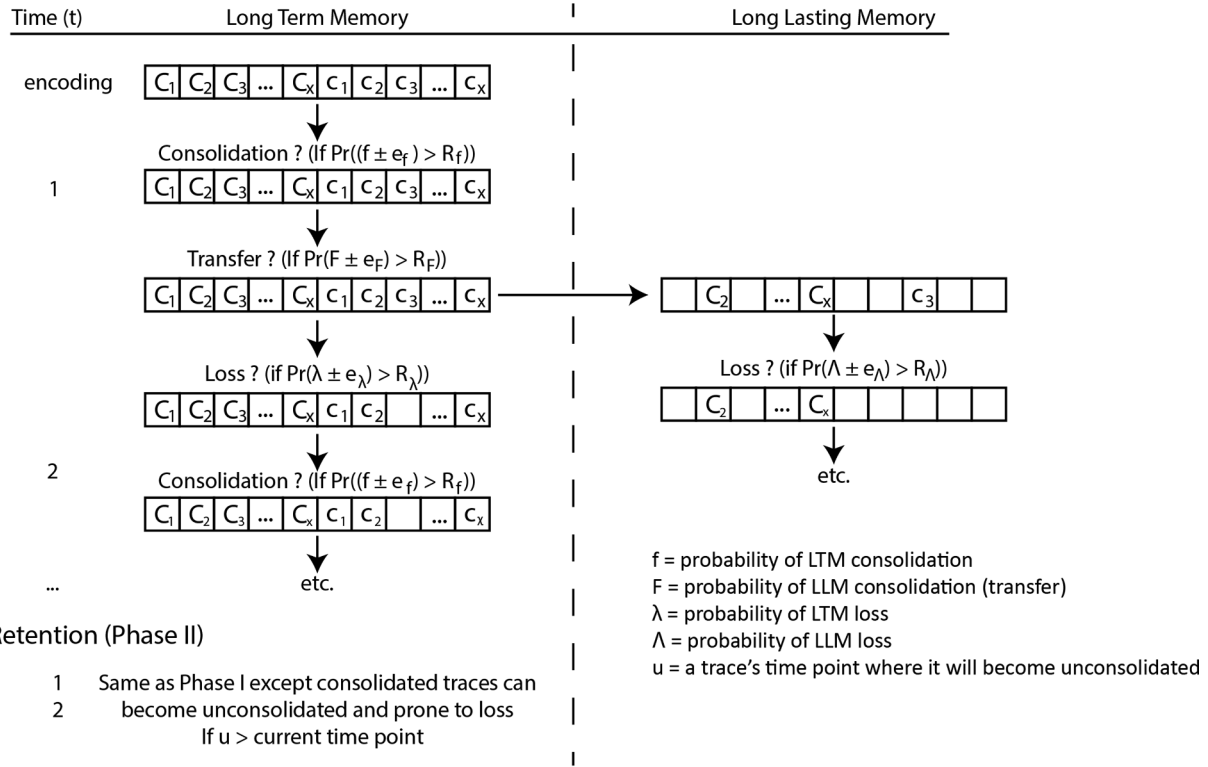 Time (t) Long Term Memory Long Lasting Memory
encoding C1 C2 C3 ... Cx c1 c2 c3 ... cx
Consolidation ? (If Pr((f ± ef ) > Rf))
1 C1 C2 C3 ... Cx c1 c2 c3 ... cx
Transfer ? (If Pr(F ± eF) > RF))
C1 C2 C3 ... Cx c1 c2 c3 ... cx C2 ... Cx c3
Loss ? (if Pr(λ ± eλ) > Rλ)) Loss ? (if Pr(Λ ± eΛ) > RΛ))
C1 C2 C3 ... Cx c1 c2 ... cx C2 ... Cx
2 Consolidation ? (If Pr((f ± ef) > Rf)) etc.
C1 C2 C3 ... Cx c1 c2 ... cx
... etc.
f = probability of LTM consolidation
F = probability of LLM consolidation (transfer)
λ = probability of LTM loss
Λ = probability of LLM loss
u = a trace’s time point where it will become unconsolidated
etention (Phase II)
1 Same as Phase I except consolidated traces can
2 become unconsolidated and prone to loss
If u > current time point